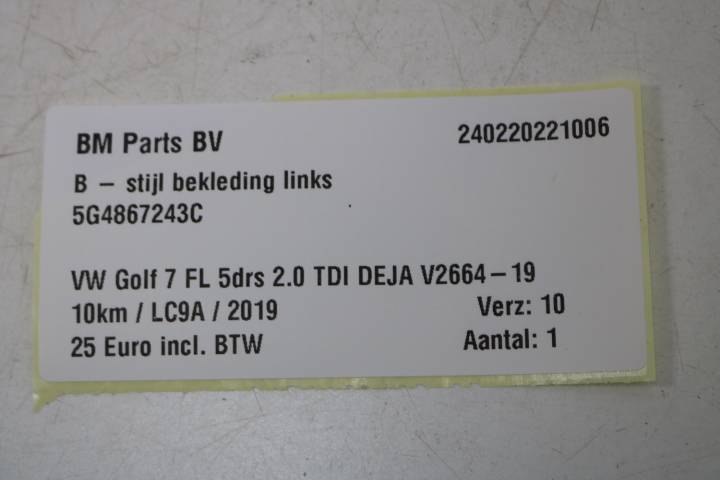 BM Parts BV 240220221006
B – stijl bekleding links
5G4867243C
VW Golf 7 FL 5drs 2.0 TDI DEJA V2664–19
10km / LC9A / 2019 Verz: 10
25 Euro incl. BTW Aantal: 1